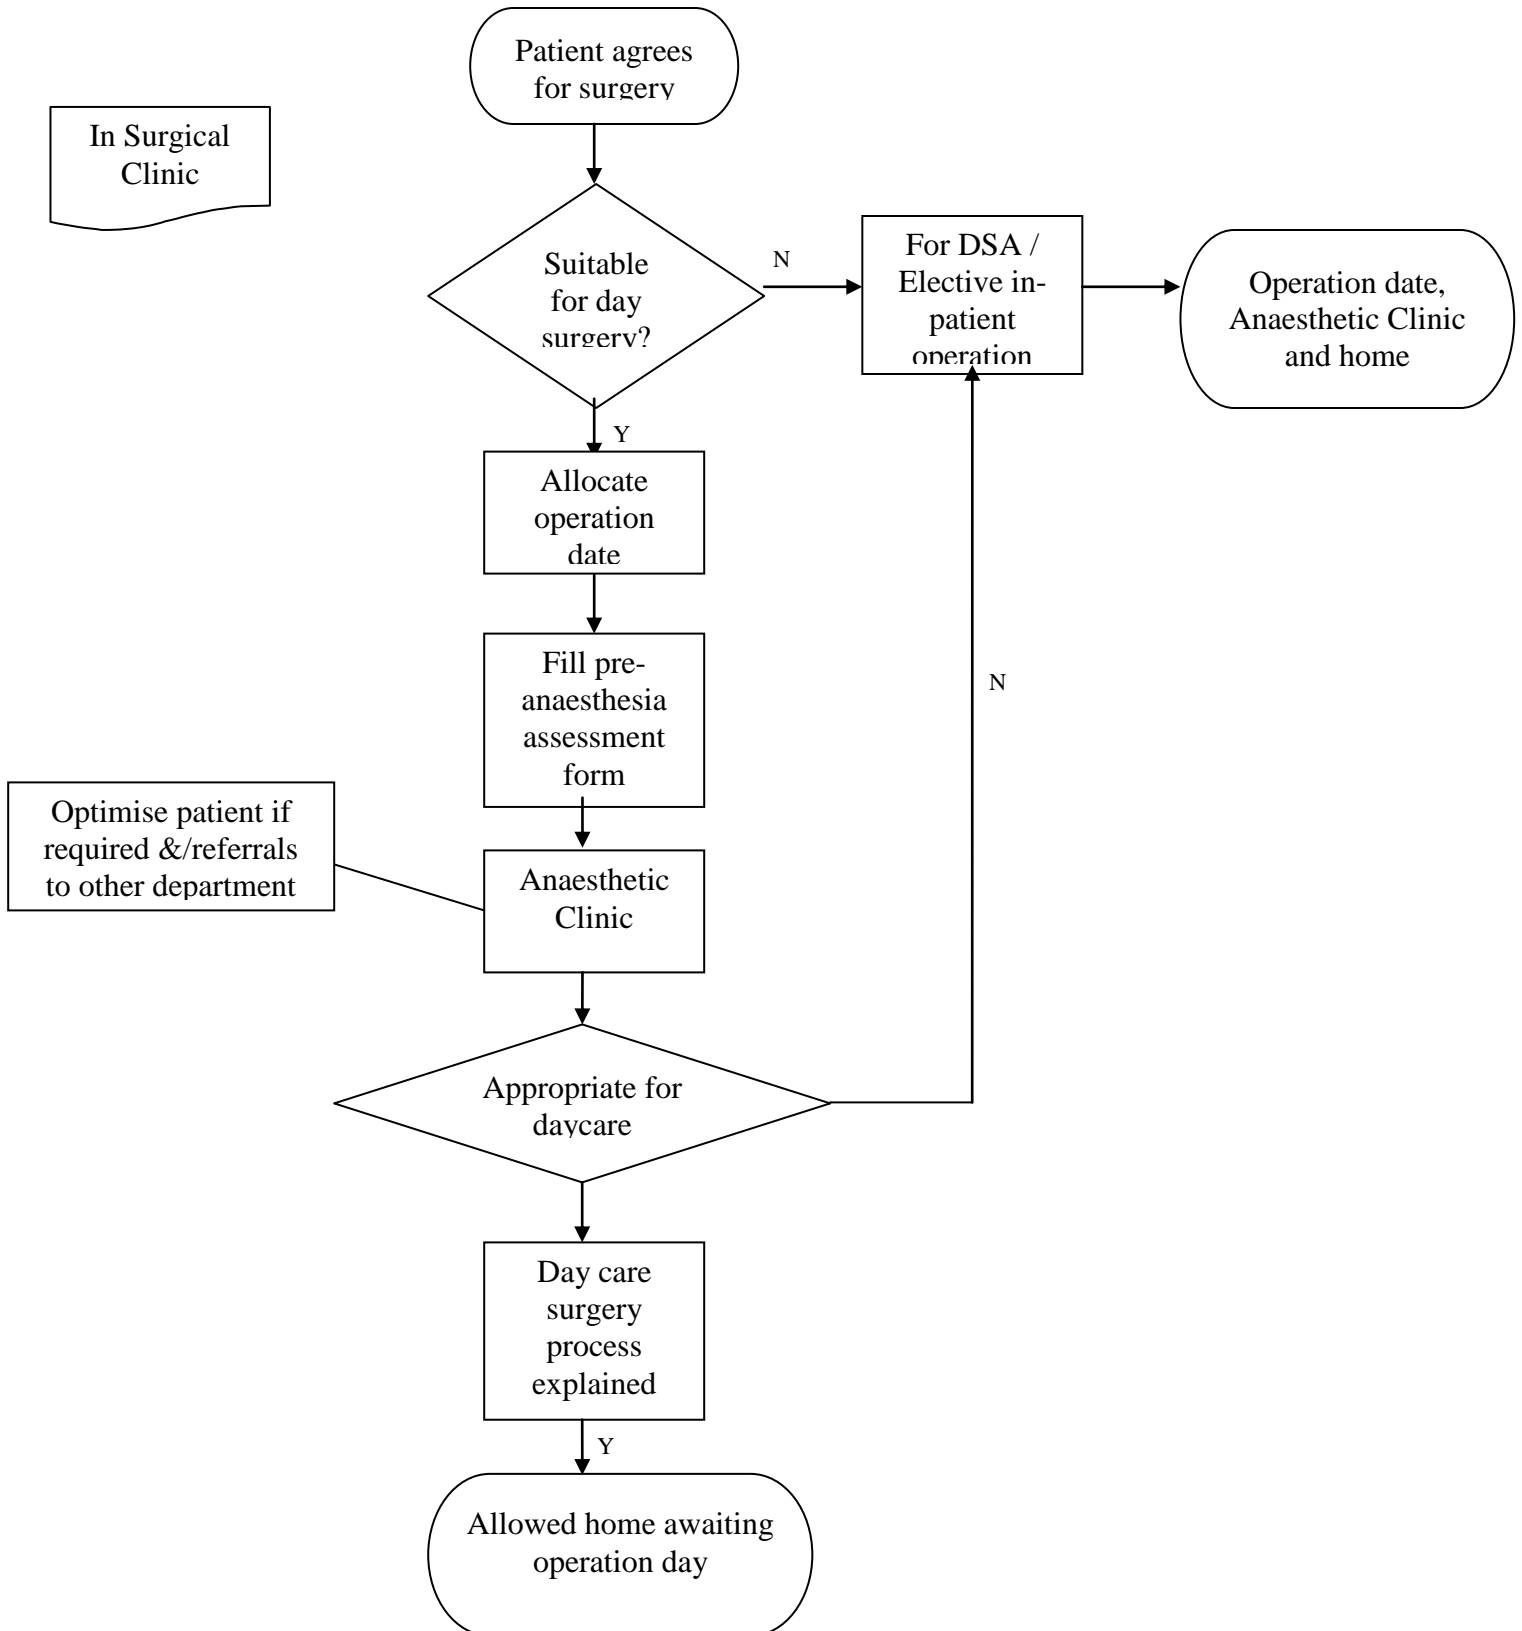 Patient agrees
for surgery
In Surgical
Clinic
Suitable
for day
surgery?
N
For DSA /
Elective in-
patient
operation
Operation date,
Anaesthetic Clinic
and home
Y
Allocate
operation
date
Fill pre-
anaesthesia
assessment
form
N
Optimise patient if
required &/referrals
to other department
Anaesthetic
Clinic
Appropriate for
daycare
Day care
surgery
process
explained
Y
Allowed home awaiting
operation day